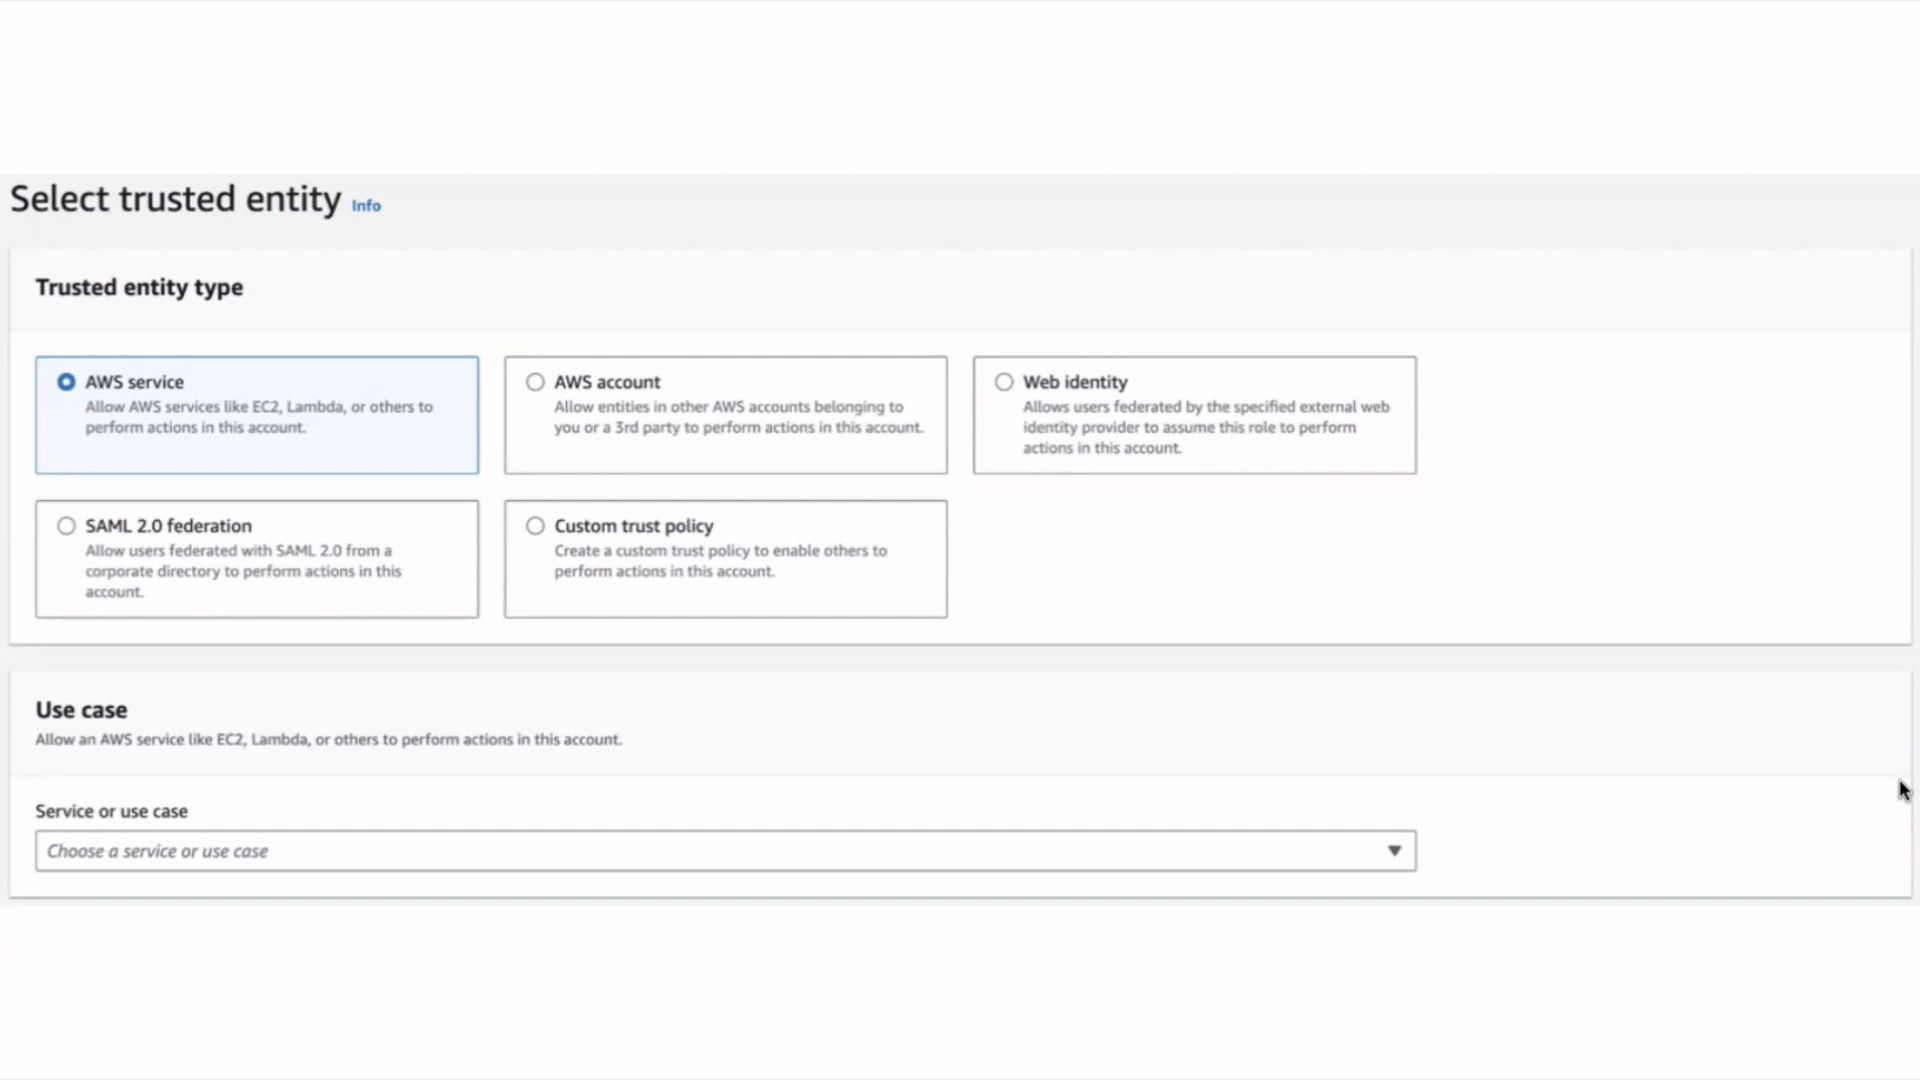 Select trusted entity Info
Trusted entity type
AWS service
Allow AWS services like EC2, Lambda, or others to
perform actions in this account.
AWS account
Allow entities in other AWS accounts belonging to
you or a 3rd party to perform actions in this account.
Web identity
Allows users federated by the specified external web
identity provider to assume this role to perform
actions in this account.
SAML 2.0 federation
Allow users federated with SAML 2.0 from a
corporate directory to perform actions in this
account.
Custom trust policy
Create a custom trust policy to enable others to
perform actions in this account.
Use case
Allow an AWS service like EC2, Lambda, or others to perform actions in this account.
Service or use case
Choose a service or use case